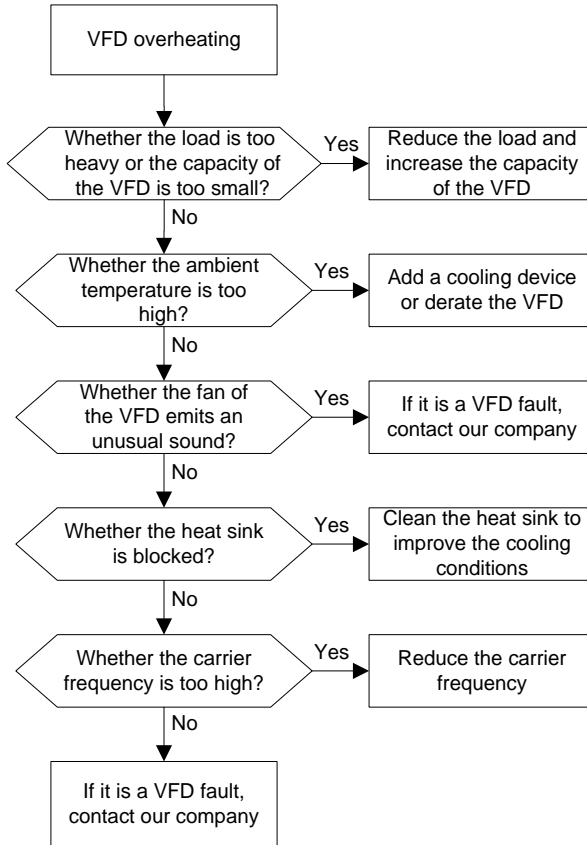 VFD overheating
Whether the load is too
heavy or the capacity of
the VFD is too small?
Yes
Reduce the load and
increase the capacity
of the VFD
No
Whether the ambient
temperature is too
high?
Yes
Add a cooling device
or derate the VFD
No
Whether the fan of
the VFD emits an
unusual sound?
Yes
If it is a VFD fault,
contact our company
No
Whether the heat sink
is blocked?
Yes
Clean the heat sink to
improve the cooling
conditions
No
Whether the carrier
frequency is too high?
Yes
Reduce the carrier
frequency
No
If it is a VFD fault,
contact our company